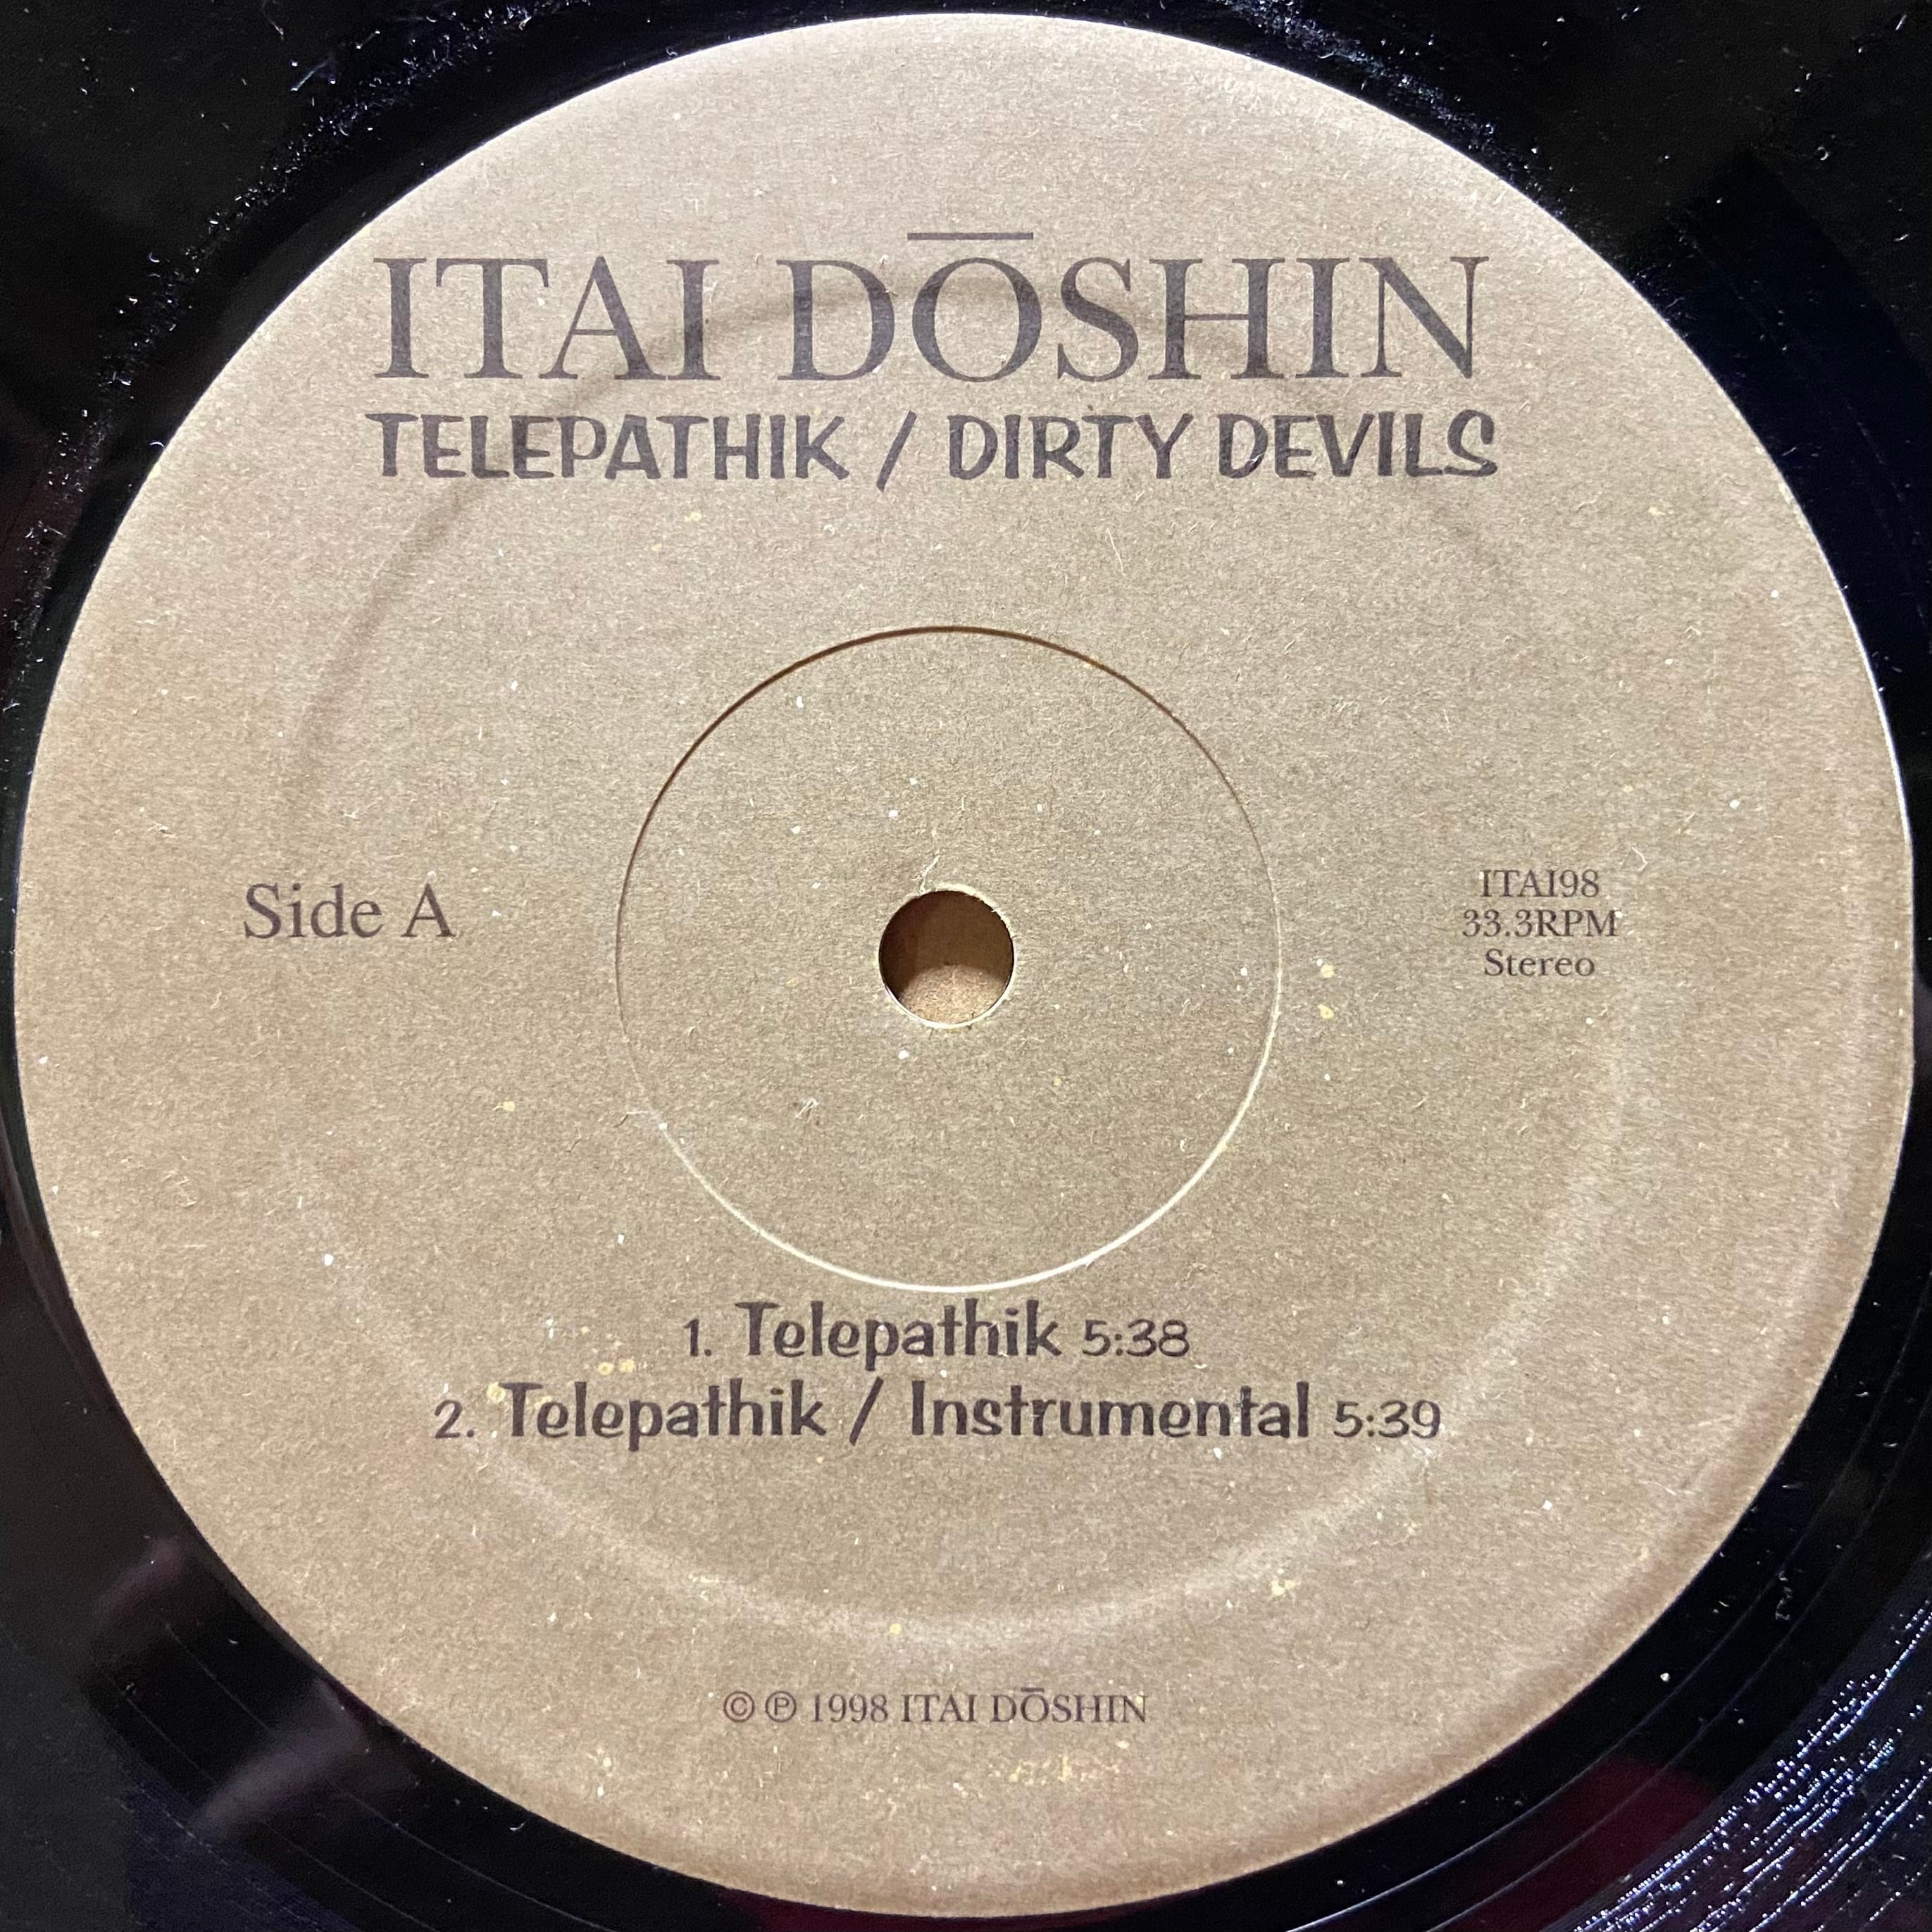 ITAI DŌSHIN
TELEPATHIK / DIRTY DEVILS
Side A
ITAI98
33.3RPM
Stereo
1. Telepathik 5:38
2. Telepathik / Instrumental 5:39
© ℗ 1998 ITAI DŌSHIN